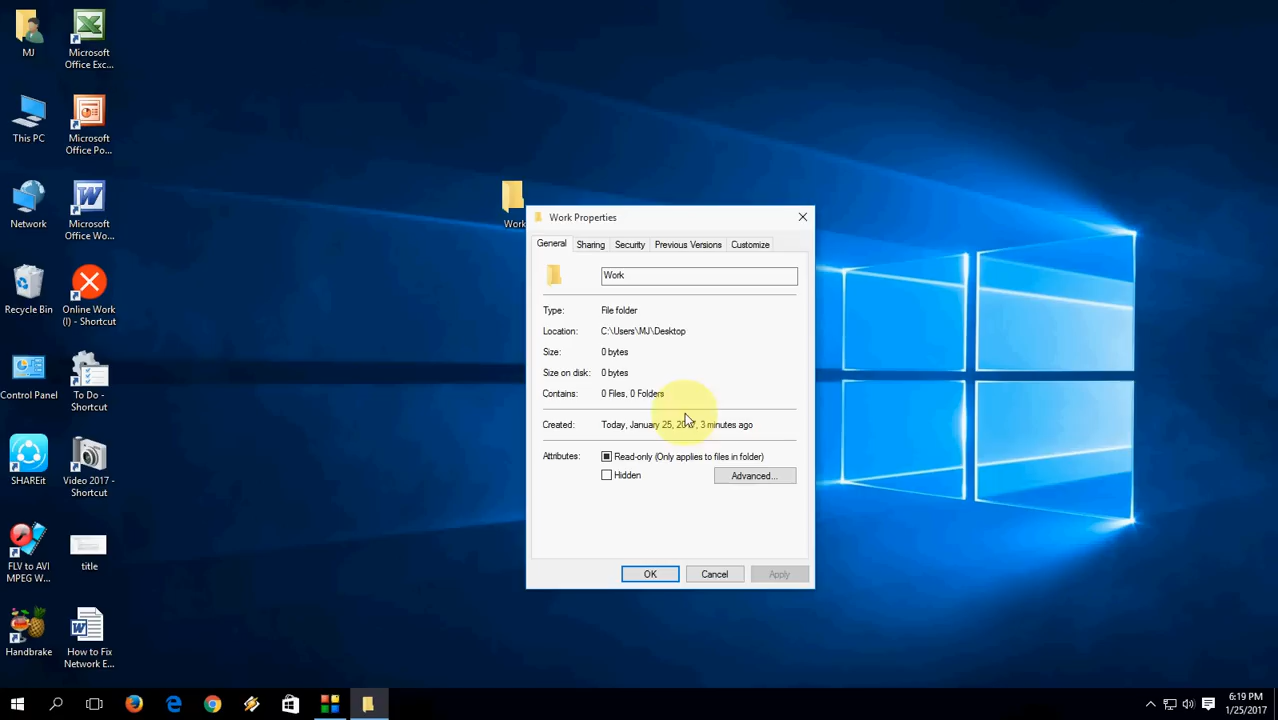 MJ
Microsoft
Office Exc...
This PC
Microsoft
Office Po...
Network
Microsoft
Office Wo...
Recycle Bin
Online Work
(I) - Shortcut
Control Panel
To Do -
Shortcut
SHAREit
Video 2017 -
Shortcut
FLV to AVI
MPEG W...
title
Handbrake
How to Fix
Network E...
Work
Work Properties
General Sharing Security Previous Versions Customize
Work
Type: File folder
Location: C:\Users\MJ\Desktop
Size: 0 bytes
Size on disk: 0 bytes
Contains: 0 Files, 0 Folders
Created: Today, January 25, 2017, 3 minutes ago
Attributes: Read-only (Only applies to files in folder)
Hidden
Advanced...
OK Cancel Apply
6:19 PM
1/25/2017